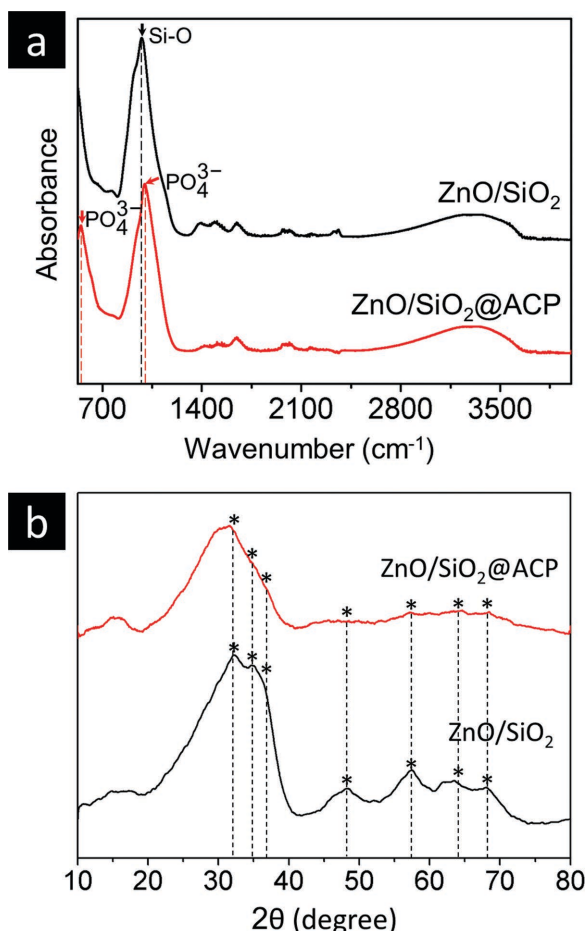 a
Si-O
PO₄³⁻
PO₄³⁻
ZnO/SiO₂
ZnO/SiO₂@ACP
Absorbance
700 1400 2100 2800 3500
Wavenumber (cm⁻¹)
b
* * * * * * *
ZnO/SiO₂@ACP
* * * * * * *
ZnO/SiO₂
10 20 30 40 50 60 70 80
2θ (degree)